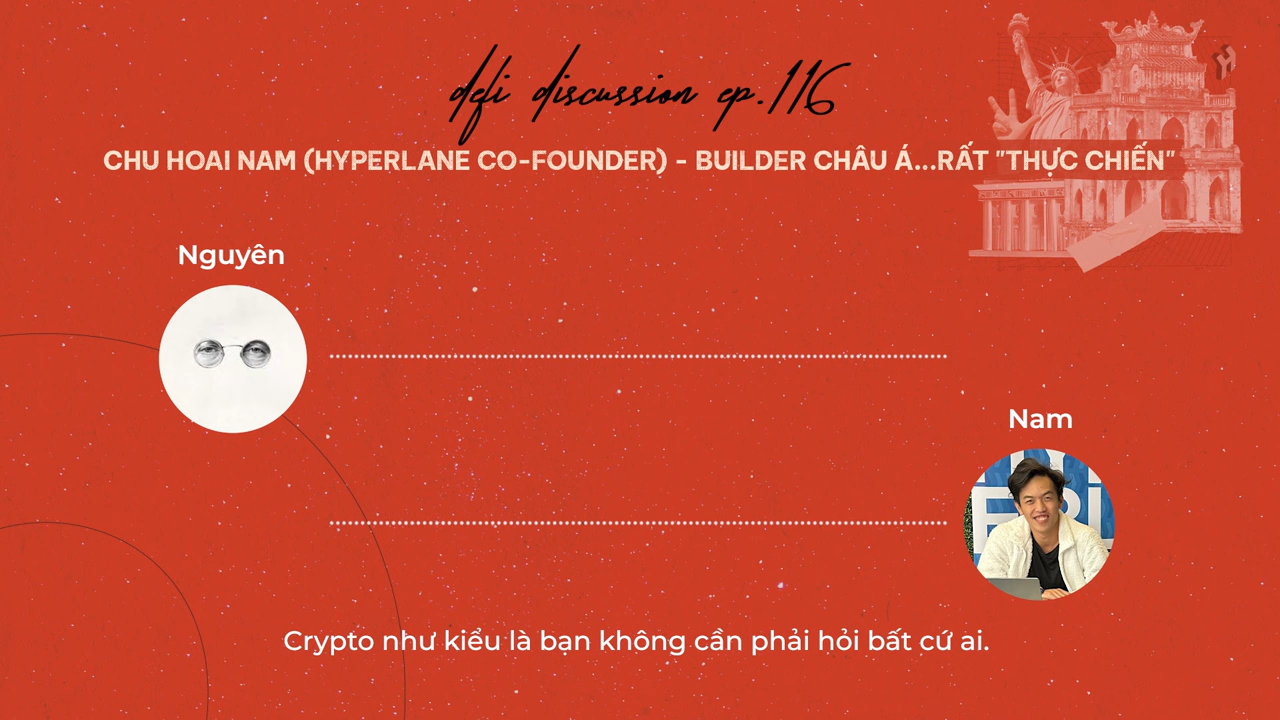 defi discussion ep.116
CHU HOAI NAM (HYPERLANE CO-FOUNDER) - BUILDER CHÂU Á...RẤT "THỰC CHIẾN"
Nguyên
Nam
Crypto như kiểu là bạn không cần phải hỏi bất cứ ai.